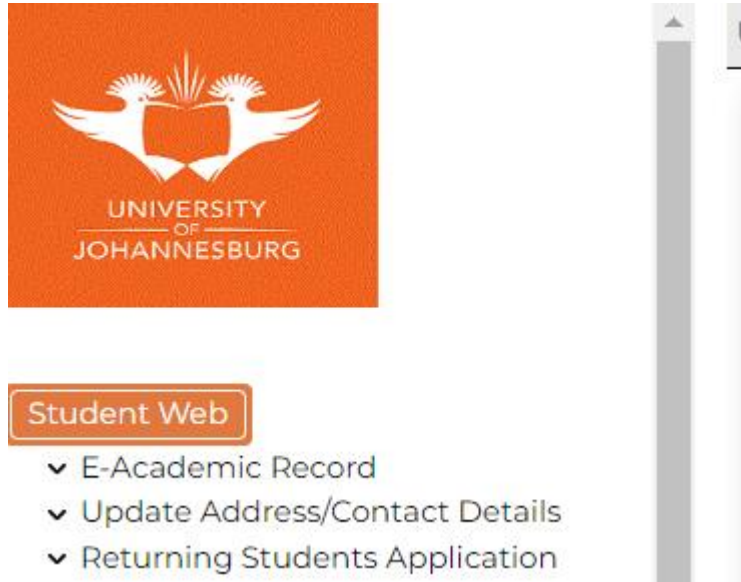 UNIVERSITY
OF
JOHANNESBURG
Student Web
E-Academic Record
Update Address/Contact Details
Returning Students Application